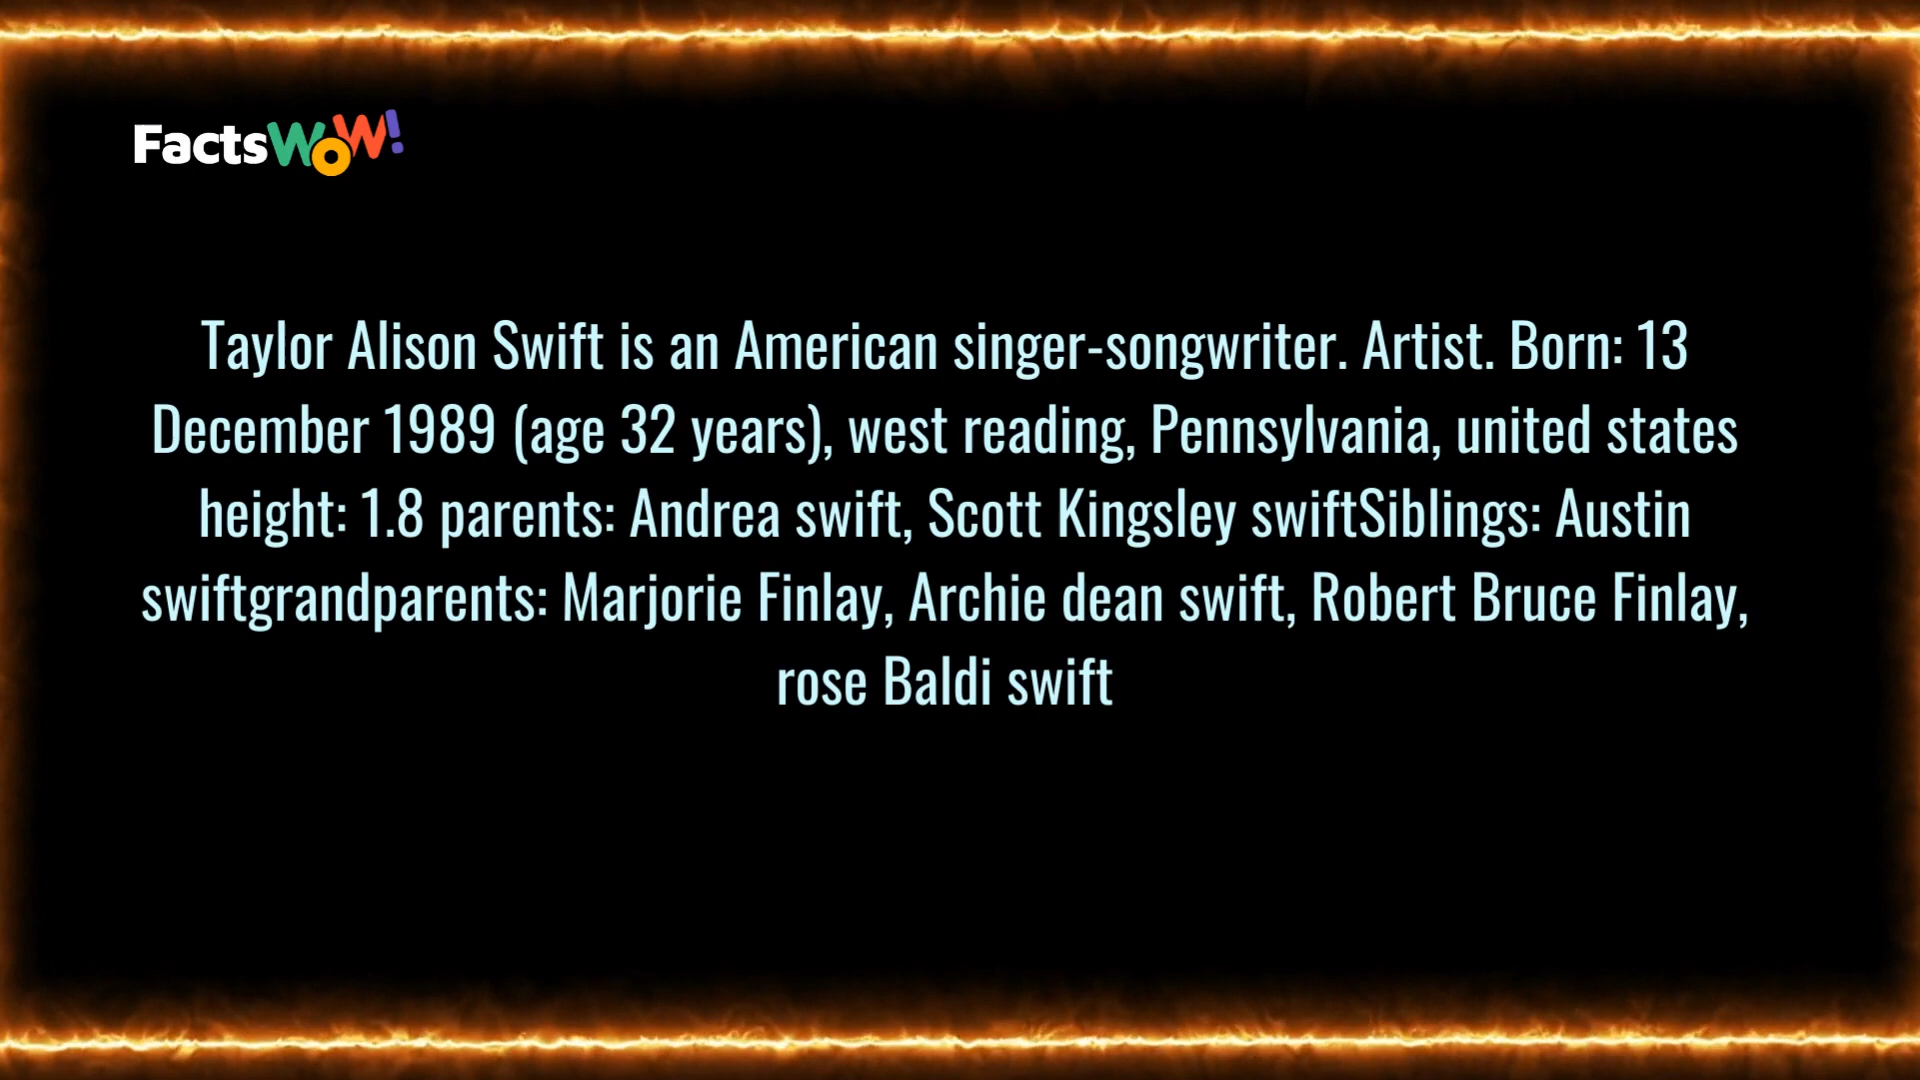 FactsWoW!
Taylor Alison Swift is an American singer-songwriter. Artist. Born: 13
December 1989 (age 32 years), west reading, Pennsylvania, united states
height: 1.8 parents: Andrea swift, Scott Kingsley swiftSiblings: Austin
swiftgrandparents: Marjorie Finlay, Archie dean swift, Robert Bruce Finlay,
rose Baldi swift